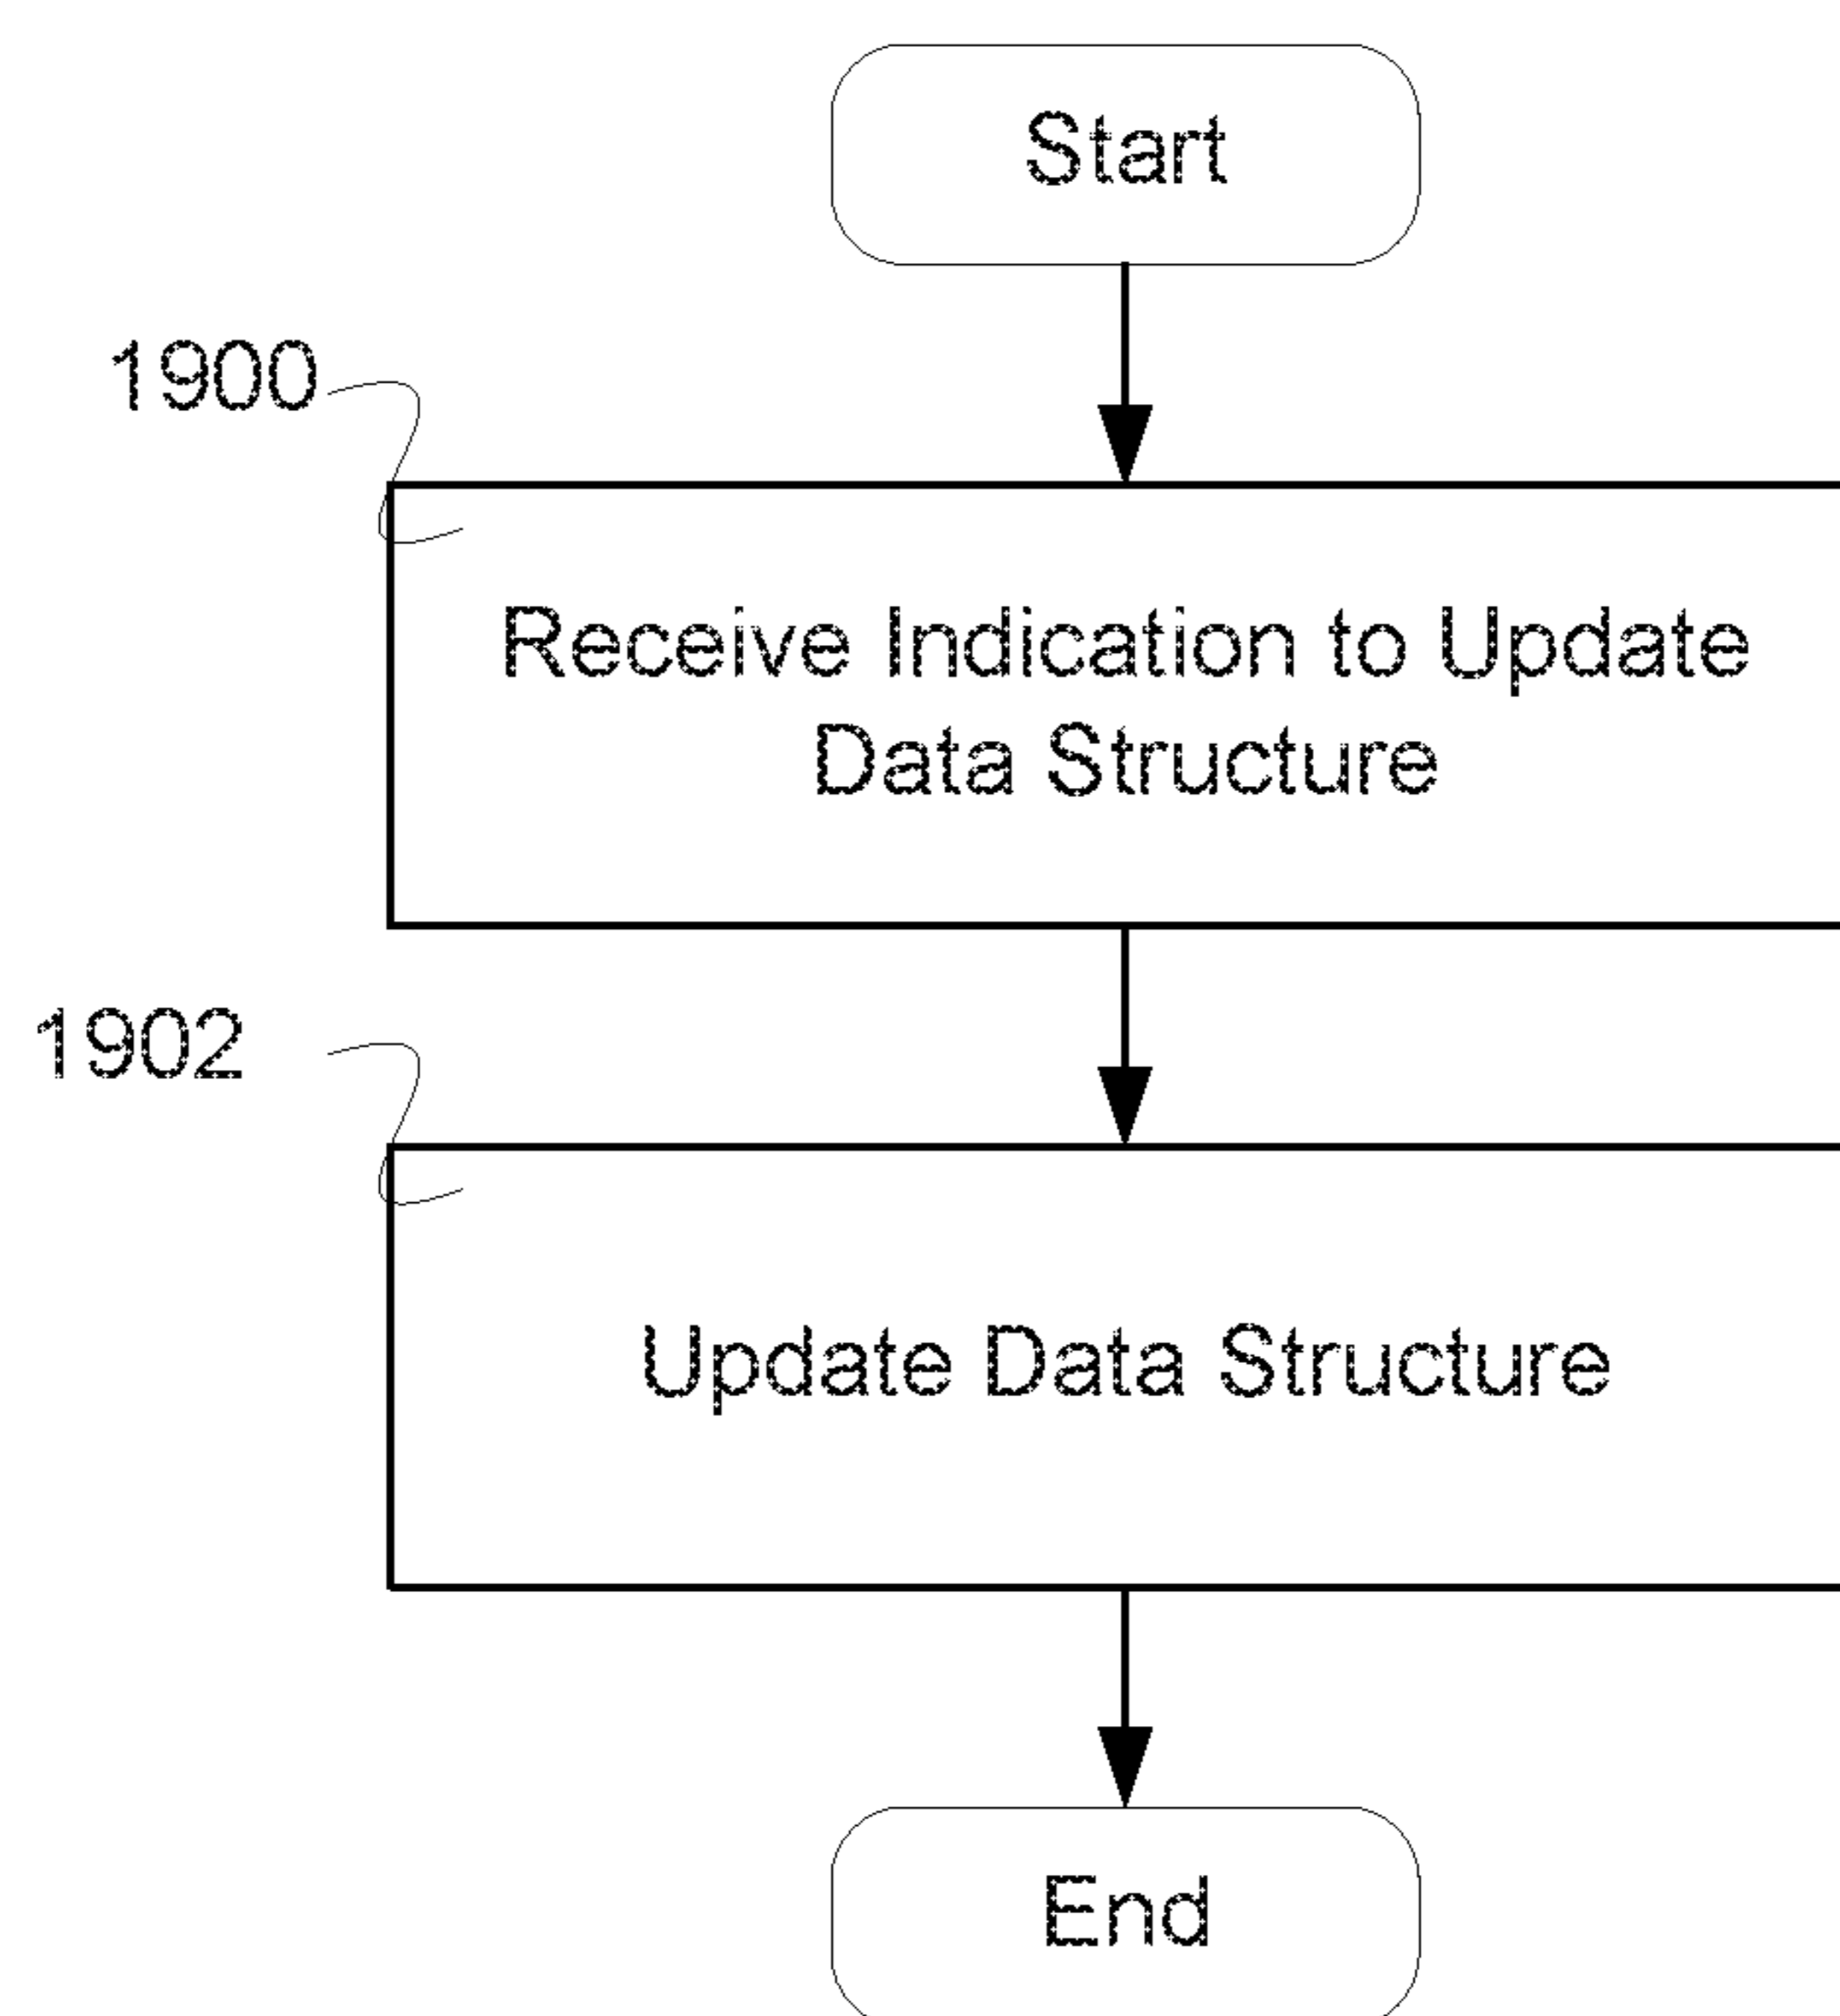 Start
1900
Receive Indication to Update
Data Structure
1902
Update Data Structure
End